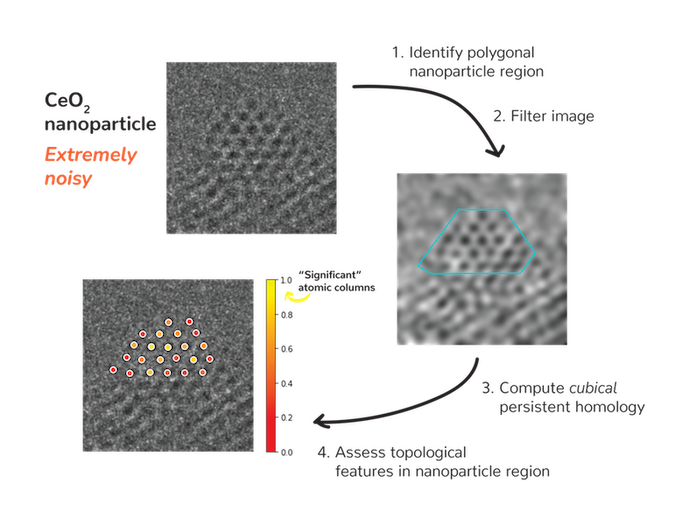 CeO2
nanoparticle
Extremely
noisy
1. Identify polygonal
nanoparticle region
2. Filter image
3. Compute cubical
persistent homology
4. Assess topological
features in nanoparticle region
"Significant"
atomic columns
1.0
0.8
0.6
0.4
0.2
0.0